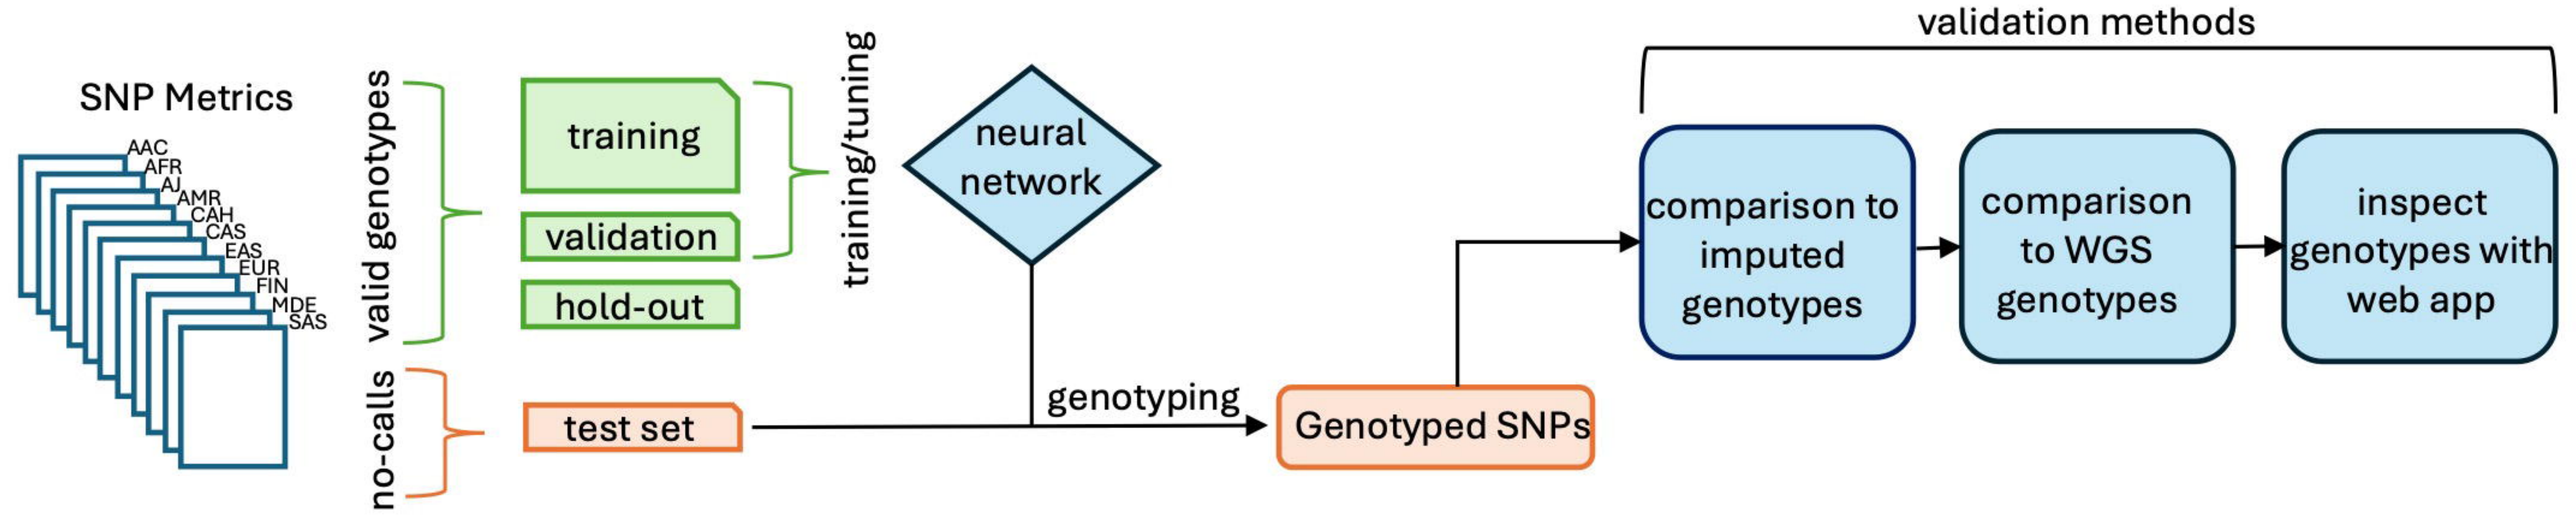 SNP Metrics
AAC
AFR
AJ
AMR
CAH
CAS
EAS
EUR
FIN
MDE
SAS
valid genotypes
no-calls
training
validation
hold-out
test set
training/tuning
neural
network
genotyping
Genotyped SNPs
validation methods
comparison to
imputed
genotypes
comparison
to WGS
genotypes
inspect
genotypes with
web app